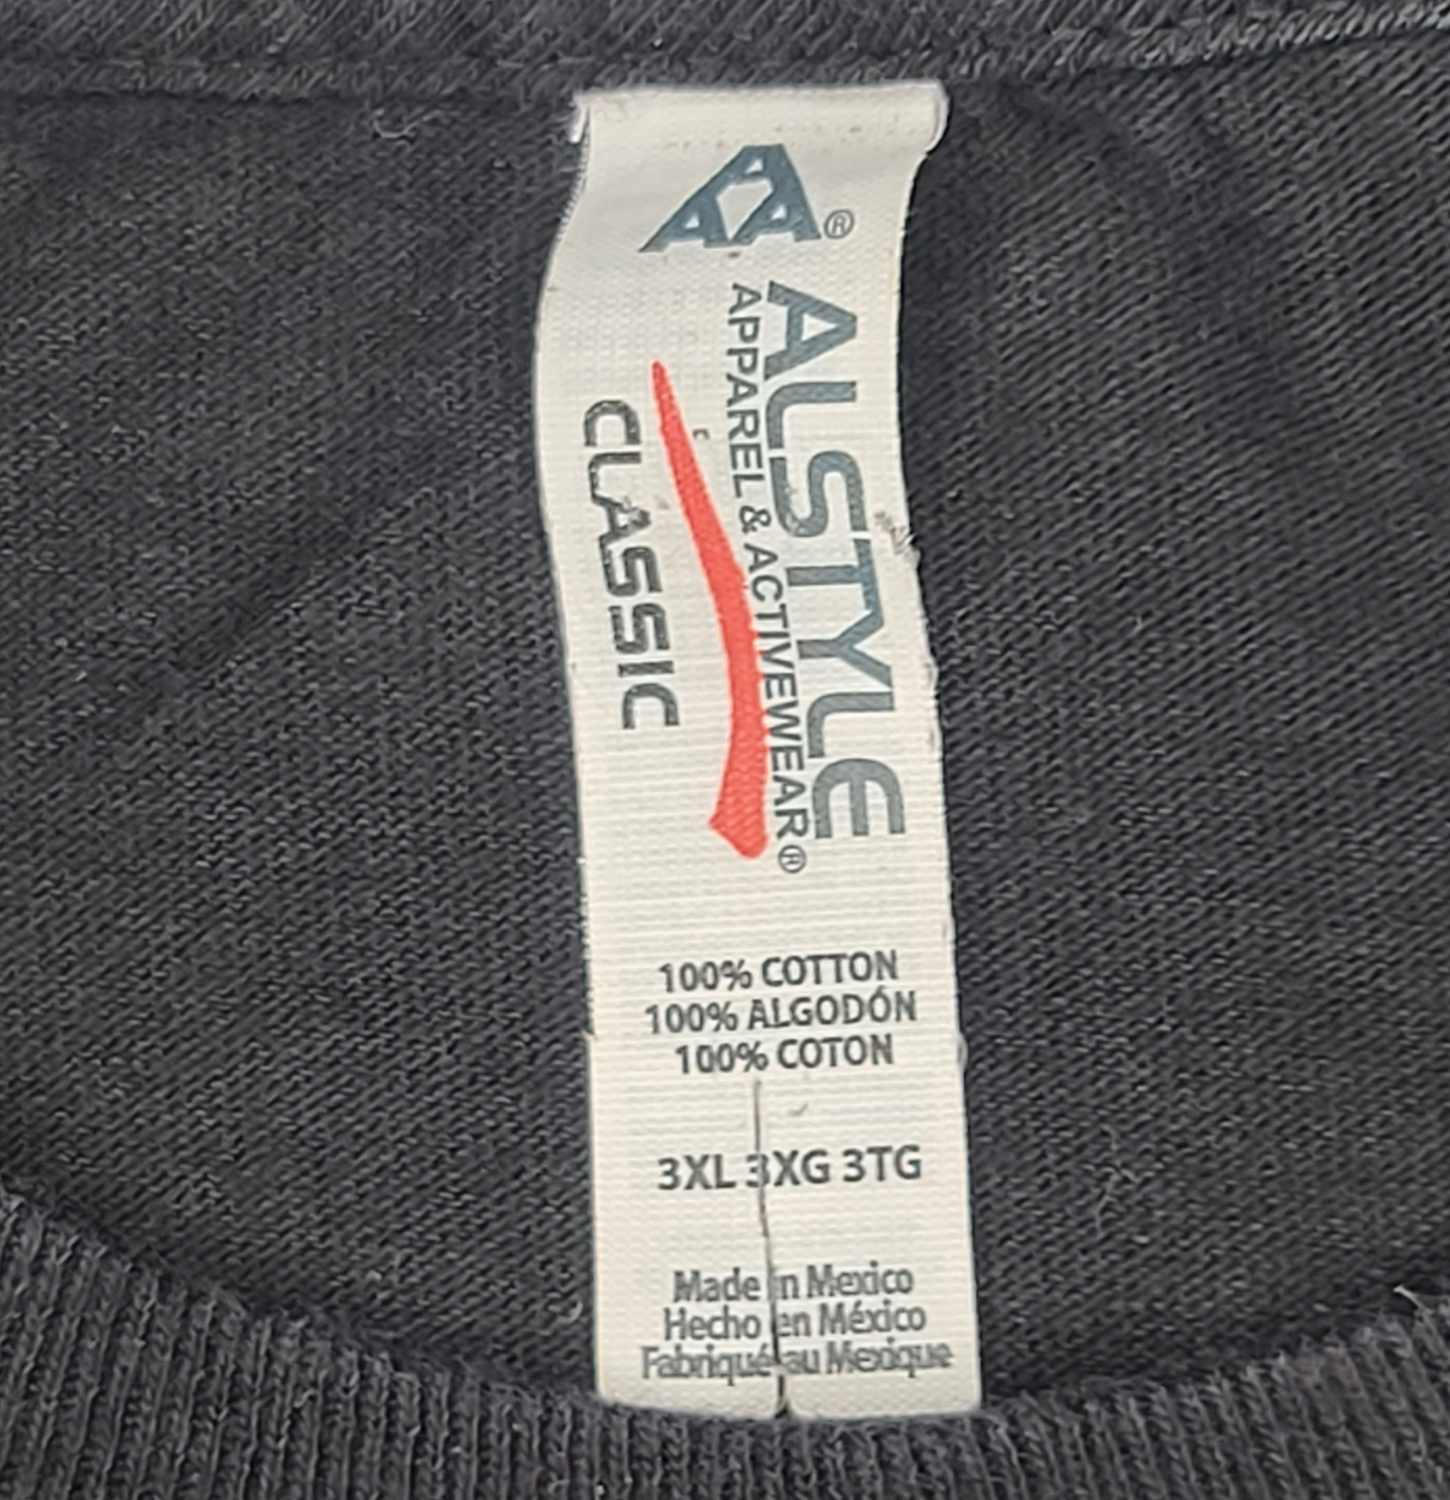 AAA®
ALSTYLE
APPAREL & ACTIVEWEAR®
CLASSIC
100% COTTON
100% ALGODÓN
100% COTON
3XL 3XG 3TG
Made in Mexico
Hecho en México
Fabriqué au Mexique